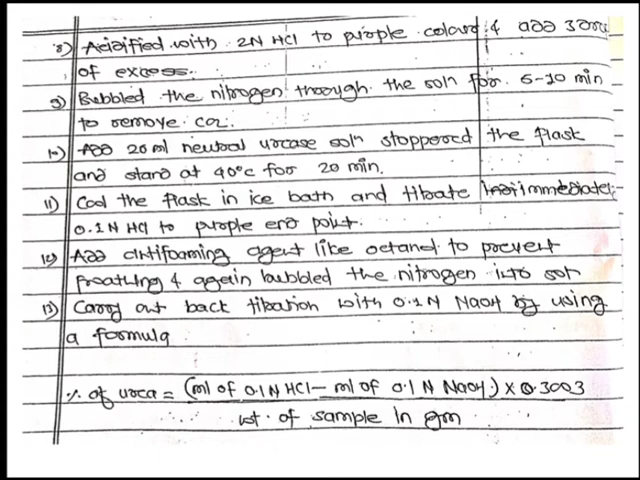 8) Acidified with 2N HCl to purple colour & add 3 drops
of excess.
9) Bubbled the nitrogen through the soln for 5-10 min
to remove co2.
10) Add 20 ml neutral urease soln stoppered the flask
and stand at 40°c for 20 min.
11) Cool the flask in ice bath and titrate immediately
0.1N HCl to purple end point.
12) Add antifoaming agent like octanol to prevent
froathing & again bubbled the nitrogen into soln
13) Carry out back titration with 0.1N NaOH by using
a formula
% of urea = (ml of 0.1N HCl - ml of 0.1 N NaOH) x 0.3003
wt. of sample in gm